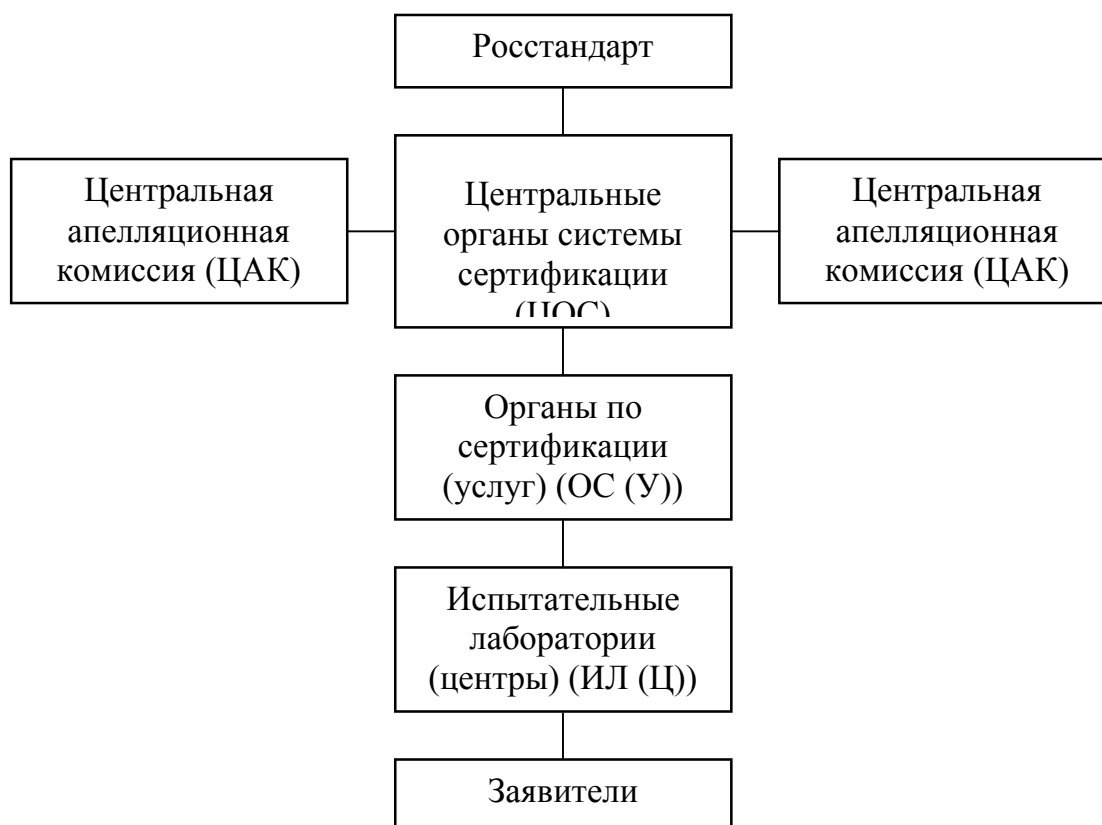 Росстандарт
Центральная
апелляционная
комиссия (ЦАК)
Центральные
органы системы
сертификации
(ЦОС)
Центральная
апелляционная
комиссия (ЦАК)
Органы по
сертификации
(услуг) (ОС (У))
Испытательные
лаборатории
(центры) (ИЛ (Ц))
Заявители